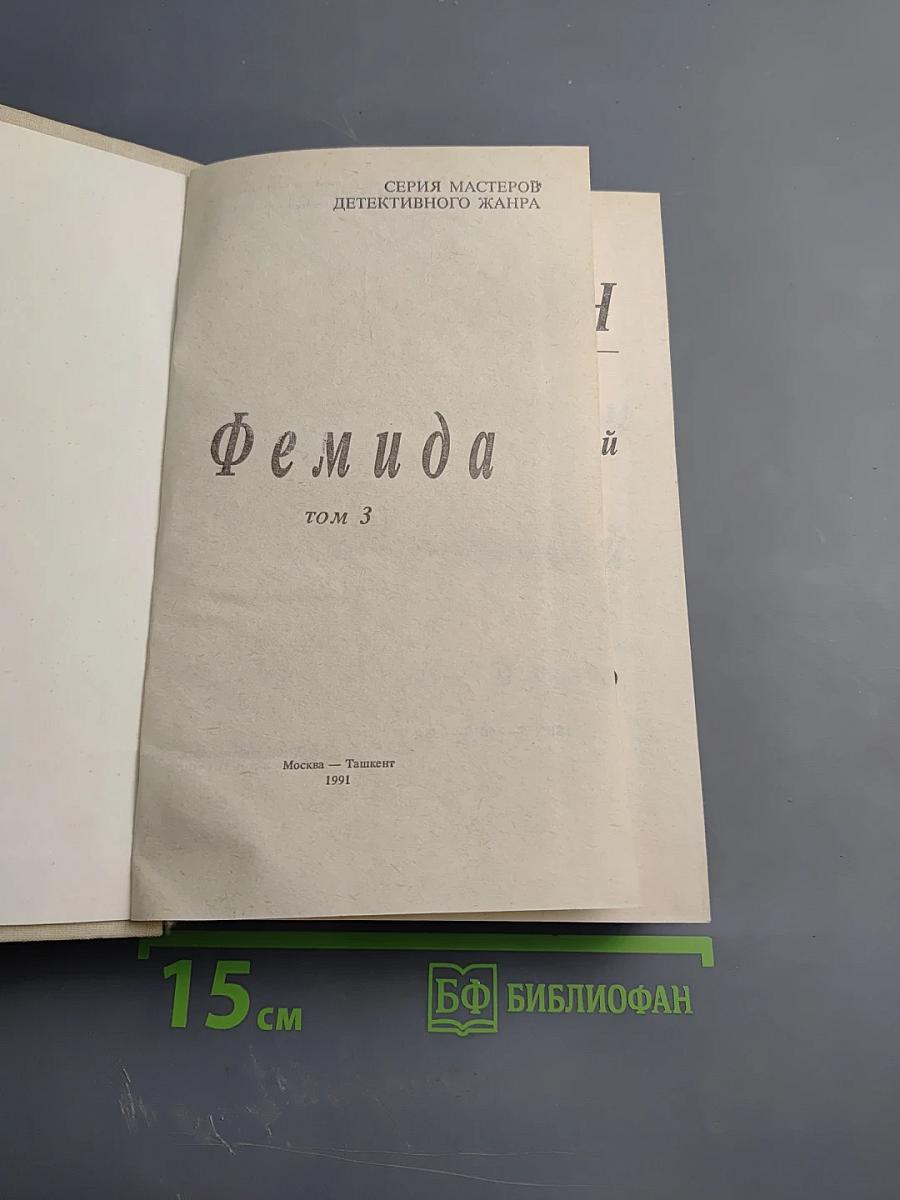 СЕРИЯ МАСТЕРОВ
ДЕТЕКТИВНОГО ЖАНРА
Н
й
Фемида
том 3
Москва — Ташкент
1991
15 см
БФ БИБЛИОФАН